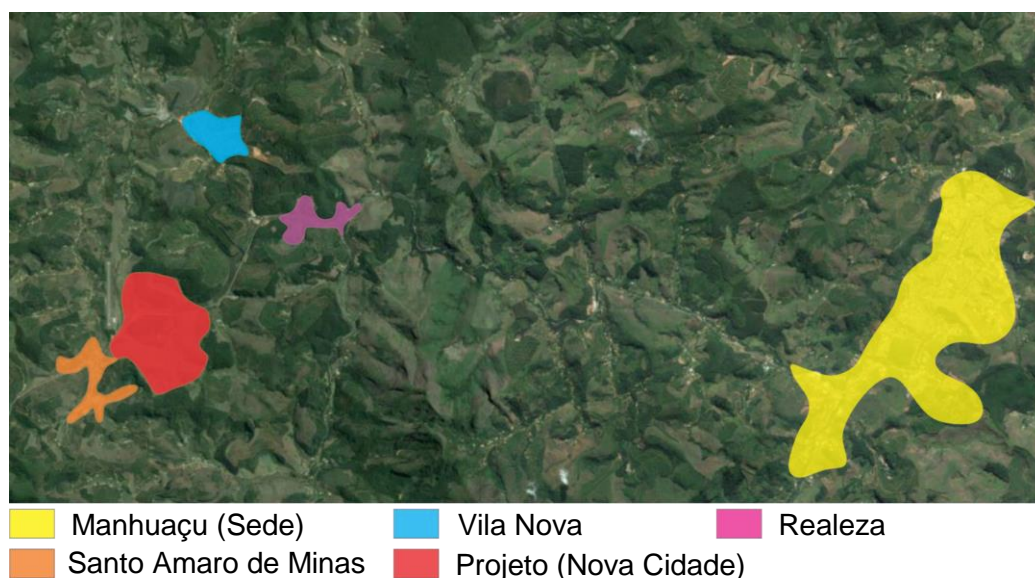 Manhuaçu (Sede) Vila Nova Realeza
Santo Amaro de Minas Projeto (Nova Cidade)